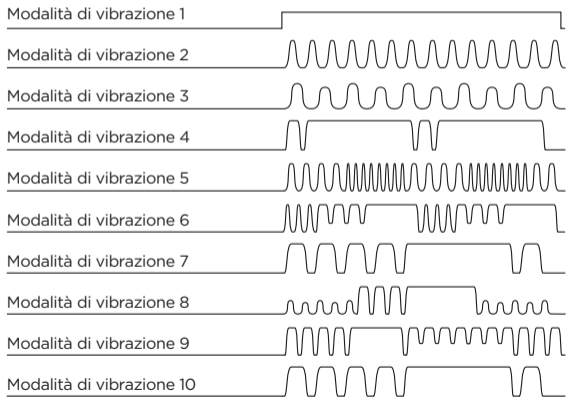 Modalità di vibrazione 1
Modalità di vibrazione 2
Modalità di vibrazione 3
Modalità di vibrazione 4
Modalità di vibrazione 5
Modalità di vibrazione 6
Modalità di vibrazione 7
Modalità di vibrazione 8
Modalità di vibrazione 9
Modalità di vibrazione 10